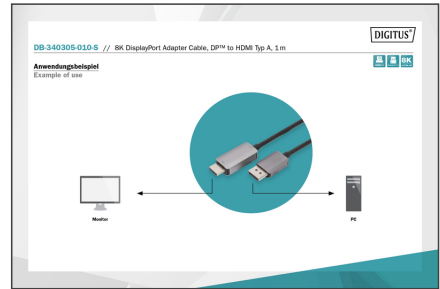 DIGITUS®
DB-340305-010-S // 8K DisplayPort Adapter Cable, DP™ to HDMI Typ A, 1 m
8K
Anwendungsbeispiel
Example of use
Monitor
PC